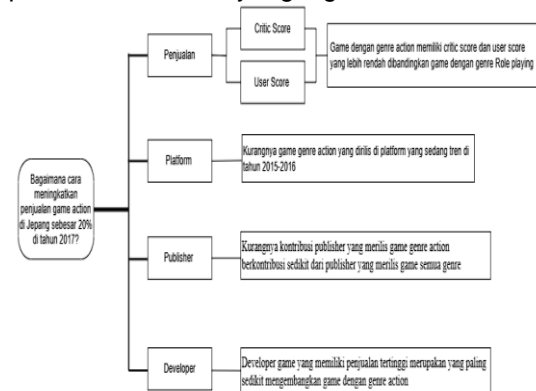 Bagaimana cara
meningkatkan
penjualan game action
di Jepang sebesar 20%
di tahun 2017?
Penjualan
Critic Score
User Score
Game dengan genre action memiliki critic score dan user score
yang lebih rendah dibandingkan game dengan genre Role playing
Platform
Kurangnya game genre action yang dirilis di platform yang sedang tren di
tahun 2015-2016
Publisher
Kurangnya kontribusi publisher yang merilis game genre action
berkontribusi sedikit dari publisher yang merilis game semua genre
Developer
Developer game yang memiliki penjualan tertinggi merupakan yang paling
sedikit mengembangkan game dengan genre action